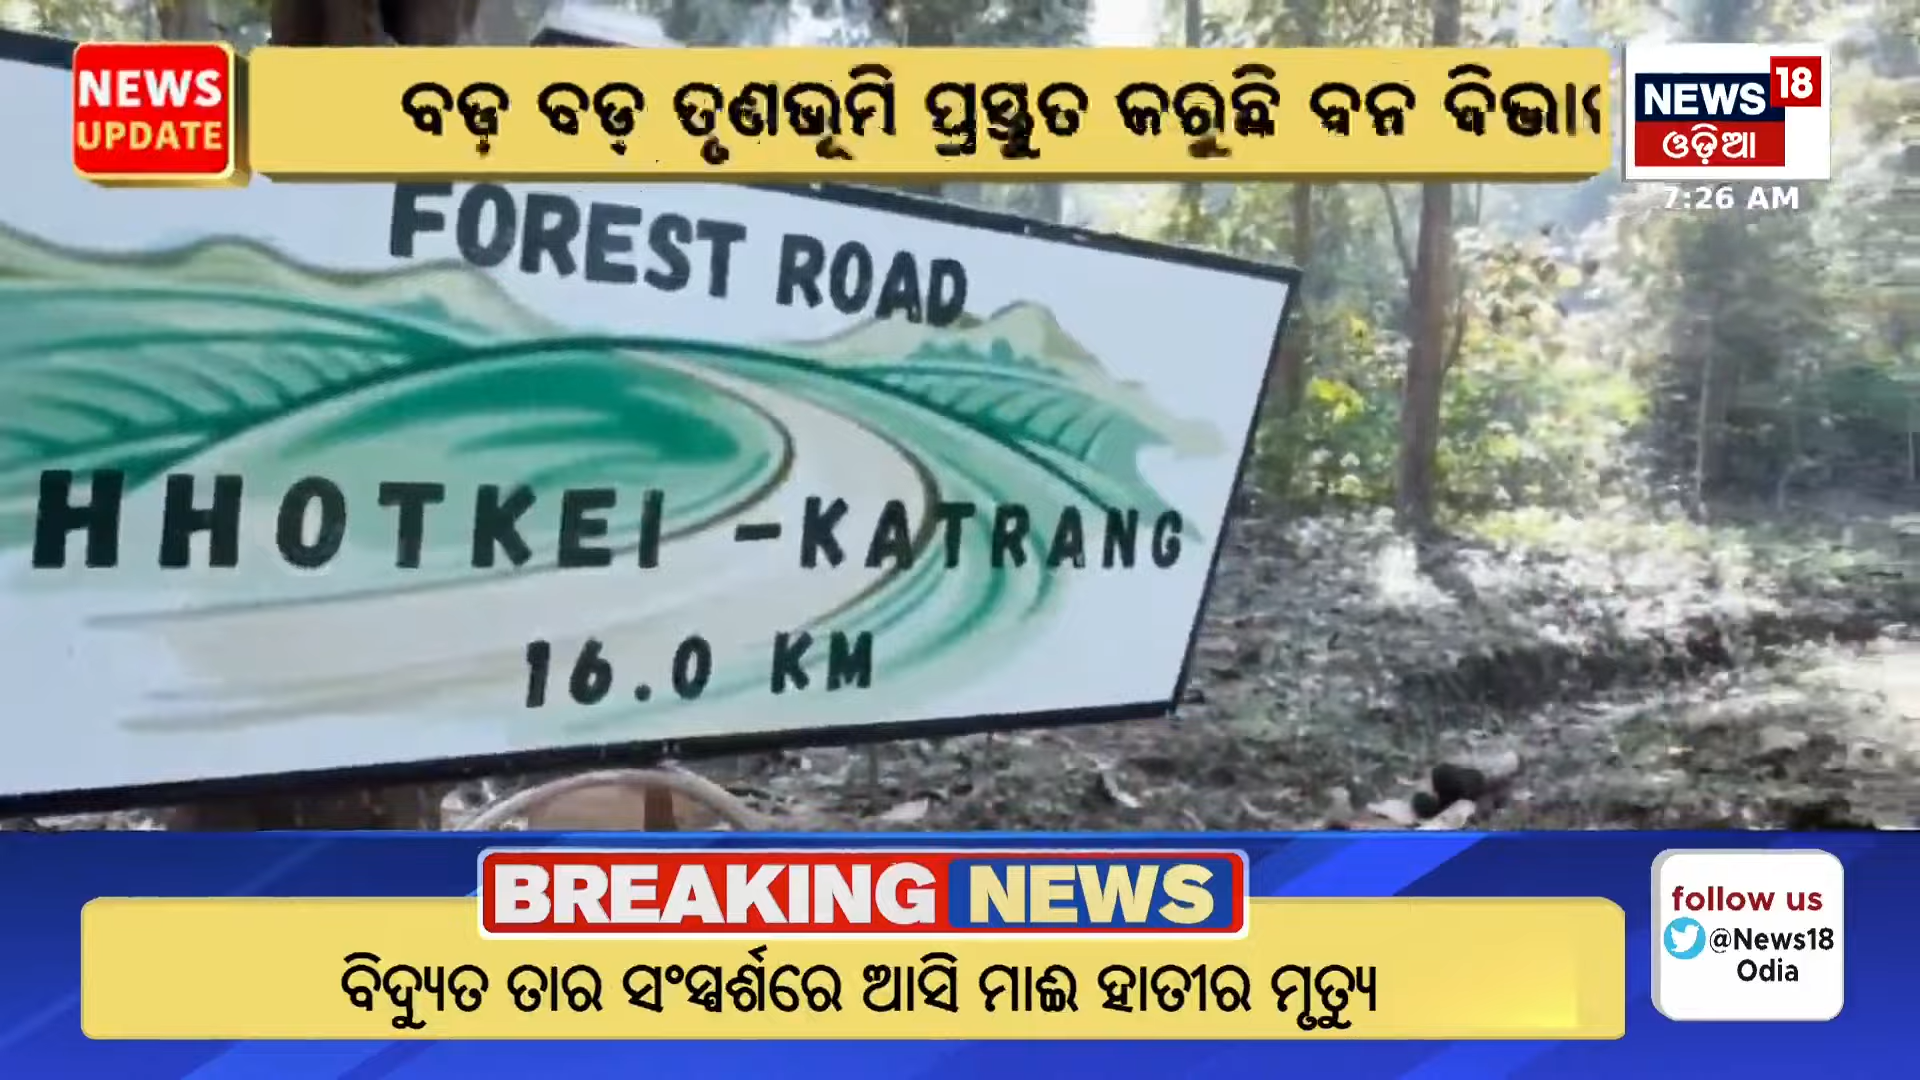 NEWS
UPDATE
ବଡ଼ ବଡ଼ ତୃଣଭୂମି ପ୍ରସ୍ତୁତ କରୁଛି ବନ
NEWS 18
ଓଡ଼ିଆ
7:26 AM
FOREST ROAD
HHOTKEI -KATRANG
16.0 KM
BREAKING NEWS
ବିଦ୍ୟୁତ ତାର ସଂସ୍ପର୍ଶରେ ଆସି ମାଈ ହାତୀର ମୃତ୍ୟୁ
follow us
@News18
Odia